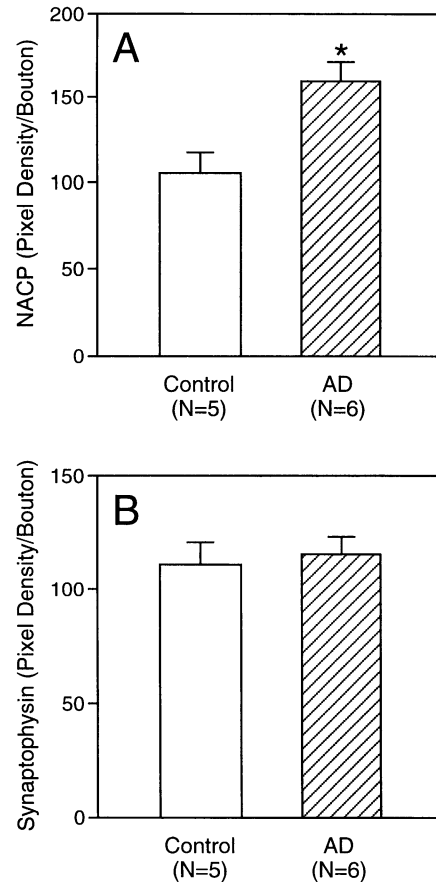 A
*
NACP (Pixel Density/Bouton)
200
150
100
50
0
Control
(N=5)
AD
(N=6)
B
Synaptophysin (Pixel Density/Bouton)
150
100
50
0
Control
(N=5)
AD
(N=6)